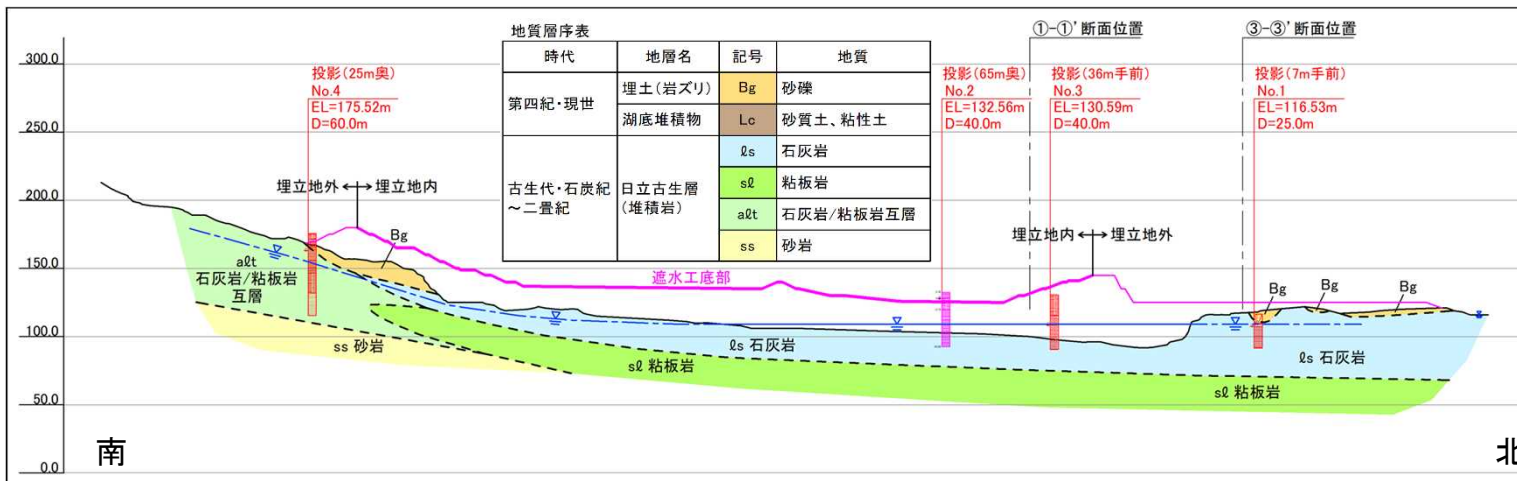 地質層序表
時代 地層名 記号 地質
第四紀・現世 埋土(岩ズリ) Bg 砂礫
湖底堆積物 Lc 砂質土、粘性土
古生代・石炭紀
～二畳紀
日立古生層
(堆積岩)
ℓs 石灰岩
sℓ 粘板岩
aℓt 石灰岩/粘板岩互層
ss 砂岩
①-①' 断面位置
③-③' 断面位置
300.0
250.0
200.0
150.0
100.0
50.0
0.0
投影(25m奥)
No.4
EL=175.52m
D=60.0m
投影(65m奥)
No.2
EL=132.56m
D=40.0m
投影(36m手前)
No.3
EL=130.59m
D=40.0m
投影(7m手前)
No.1
EL=116.53m
D=25.0m
埋立地外 埋立地内
埋立地内 埋立地外
Bg
遮水工底部
Bg
Bg
Bg
aℓt
石灰岩/粘板岩
互層
ss 砂岩
sℓ 粘板岩
ℓs 石灰岩
ℓs 石灰岩
sℓ 粘板岩
南
北